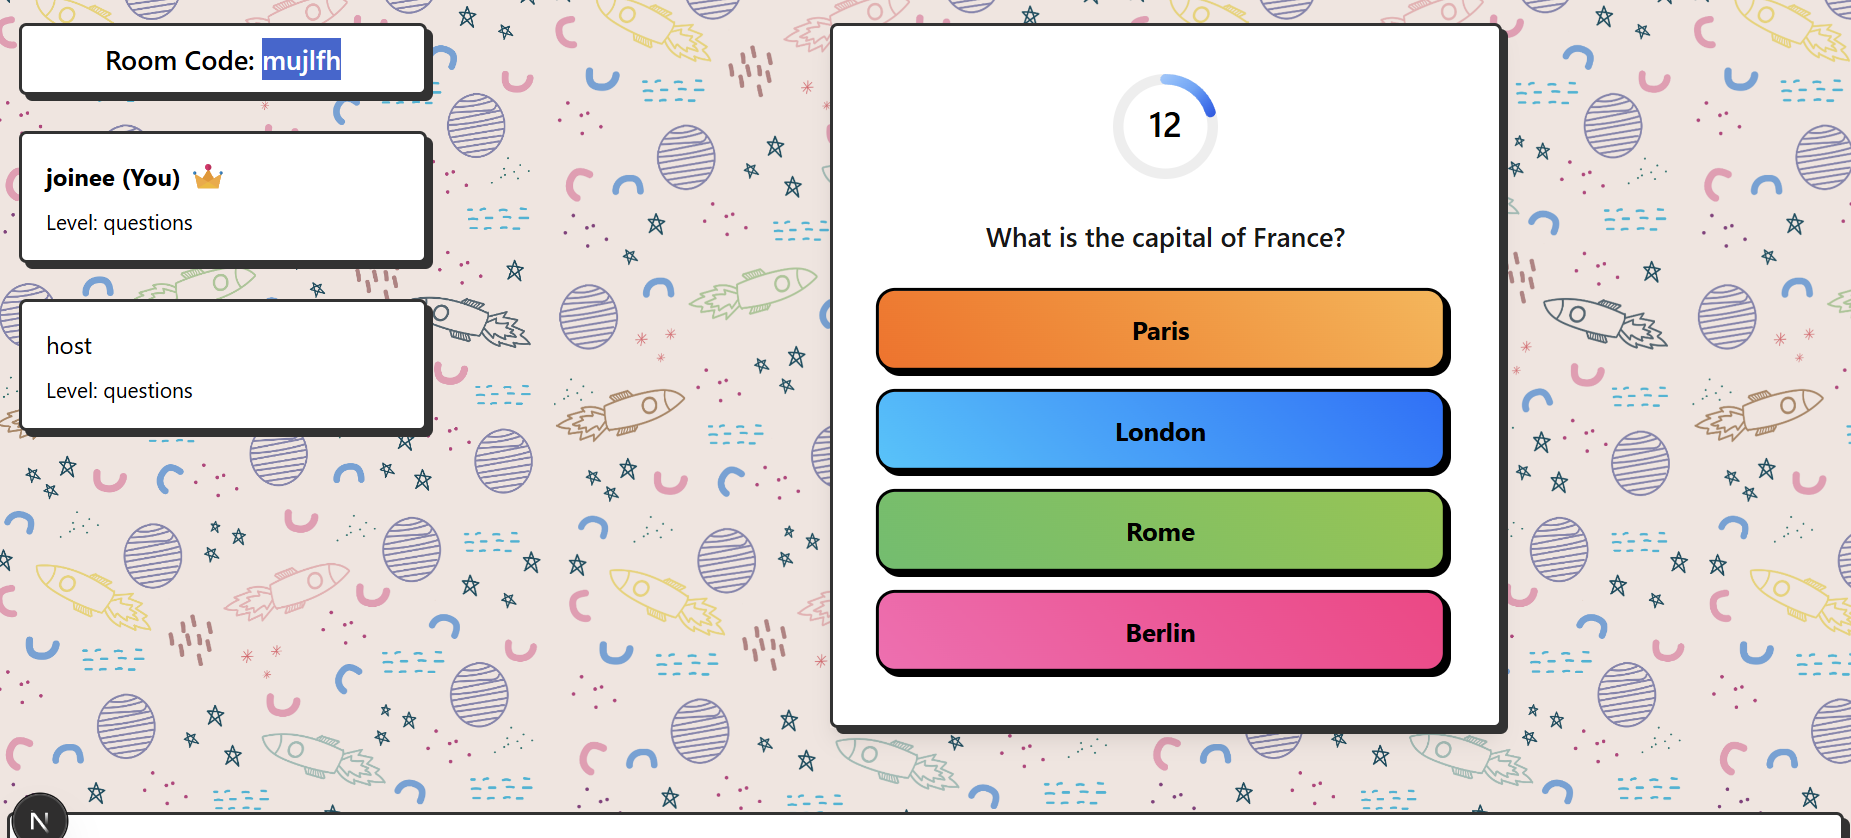 Room Code: mujlfh
joinee (You)
Level: questions
host
Level: questions
12
What is the capital of France?
Paris
London
Rome
Berlin
N